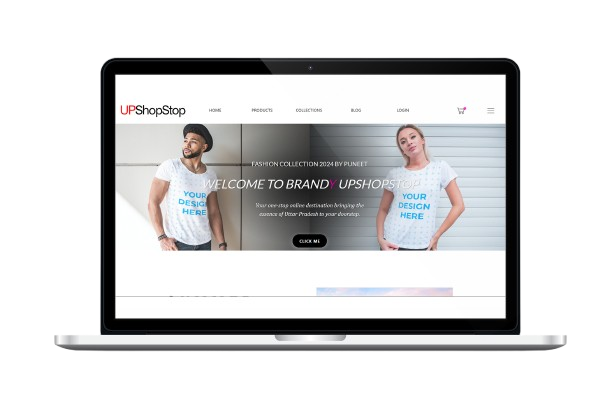 UPShopStop
HOME PRODUCTS COLLECTIONS BLOG LOGIN
FASHION COLLECTION 2024 BY PUNEET
WELCOME TO BRANDY UPSHOPSTOP
Your one-stop online destination bringing the
essence of Uttar Pradesh to your doorstep.
YOUR
DESIGN
HERE
YOUR
DESIGN
HERE
CLICK ME